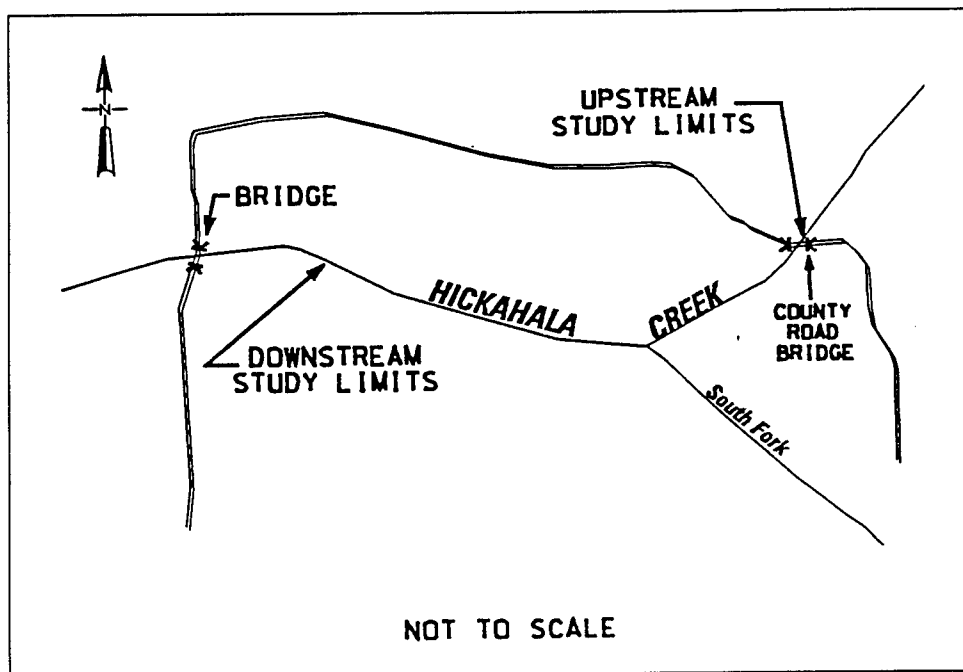 UPSTREAM
STUDY LIMITS
N
BRIDGE
HICKAHALA CREEK
COUNTY
ROAD
BRIDGE
DOWNSTREAM
STUDY LIMITS
South Fork
NOT TO SCALE